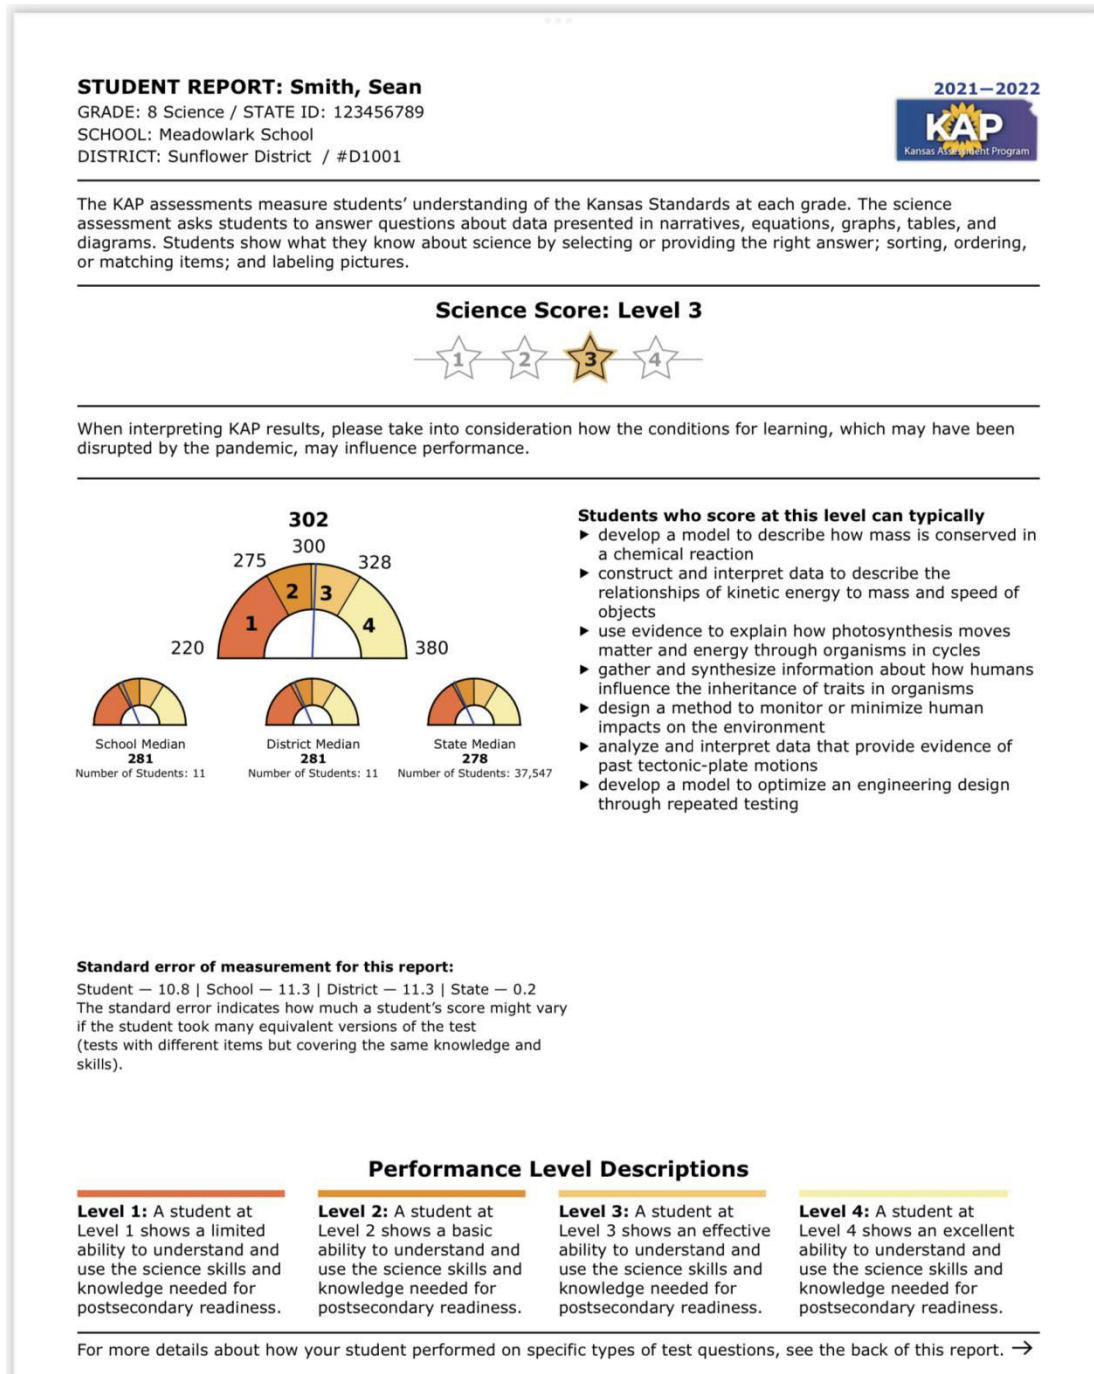 STUDENT REPORT: Smith, Sean
GRADE: 8 Science / STATE ID: 123456789
SCHOOL: Meadowlark School
DISTRICT: Sunflower District / #D1001
2021—2022
KAP
Kansas Assessment Program
The KAP assessments measure students’ understanding of the Kansas Standards at each grade. The science
assessment asks students to answer questions about data presented in narratives, equations, graphs, tables, and
diagrams. Students show what they know about science by selecting or providing the right answer; sorting, ordering,
or matching items; and labeling pictures.
Science Score: Level 3
1 2 3 4
When interpreting KAP results, please take into consideration how the conditions for learning, which may have been
disrupted by the pandemic, may influence performance.
302
300
275
328
2 3
1
4
220
380
School Median
281
Number of Students: 11
District Median
281
Number of Students: 11
State Median
278
Number of Students: 37,547
Students who score at this level can typically
▶ develop a model to describe how mass is conserved in
a chemical reaction
▶ construct and interpret data to describe the
relationships of kinetic energy to mass and speed of
objects
▶ use evidence to explain how photosynthesis moves
matter and energy through organisms in cycles
▶ gather and synthesize information about how humans
influence the inheritance of traits in organisms
▶ design a method to monitor or minimize human
impacts on the environment
▶ analyze and interpret data that provide evidence of
past tectonic-plate motions
▶ develop a model to optimize an engineering design
through repeated testing
Standard error of measurement for this report:
Student — 10.8 | School — 11.3 | District — 11.3 | State — 0.2
The standard error indicates how much a student’s score might vary
if the student took many equivalent versions of the test
(tests with different items but covering the same knowledge and
skills).
Performance Level Descriptions
Level 1: A student at
Level 1 shows a limited
ability to understand and
use the science skills and
knowledge needed for
postsecondary readiness.
Level 2: A student at
Level 2 shows a basic
ability to understand and
use the science skills and
knowledge needed for
postsecondary readiness.
Level 3: A student at
Level 3 shows an effective
ability to understand and
use the science skills and
knowledge needed for
postsecondary readiness.
Level 4: A student at
Level 4 shows an excellent
ability to understand and
use the science skills and
knowledge needed for
postsecondary readiness.
For more details about how your student performed on specific types of test questions, see the back of this report. →